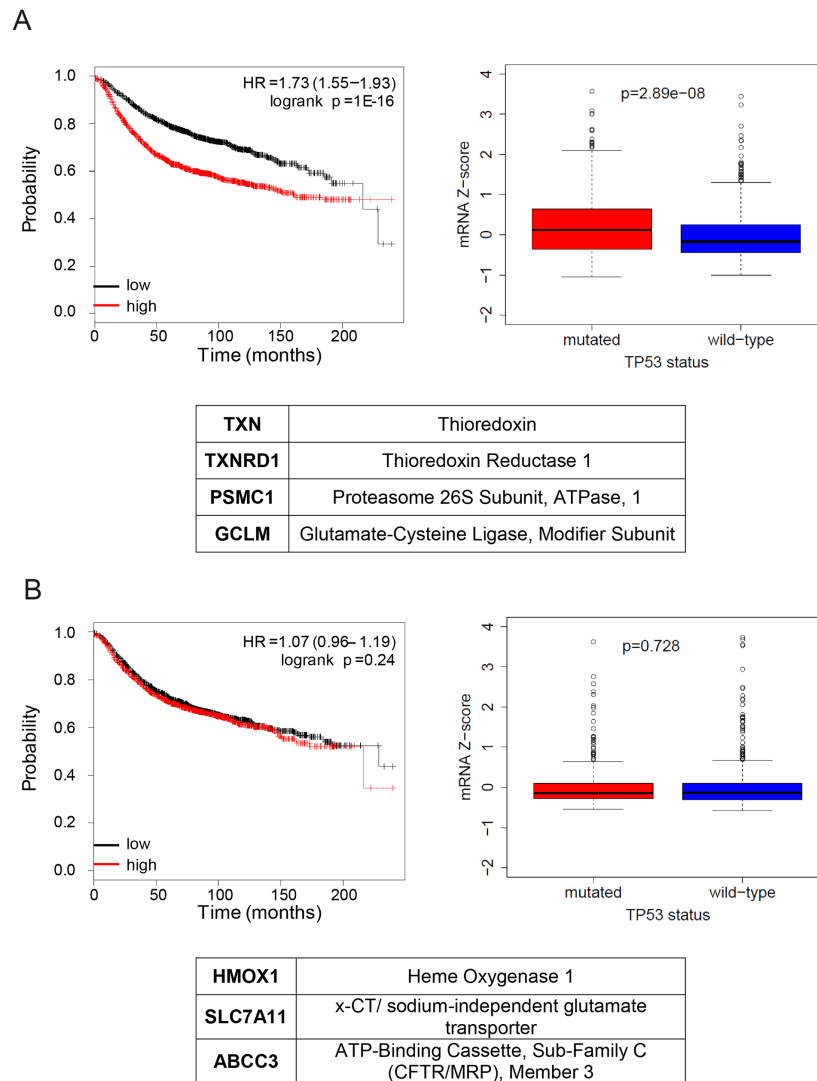 A
HR =1.73 (1.55−1.93)
logrank p =1E-16
Probability
1.0
0.8
0.6
0.4
0.2
0.0
low
high
0 50 100 150 200
Time (months)
p=2.89e−08
mRNA Z−score
4
3
2
1
0
−1
−2
mutated wild−type
TP53 status
TXN Thioredoxin
TXNRD1 Thioredoxin Reductase 1
PSMC1 Proteasome 26S Subunit, ATPase, 1
GCLM Glutamate-Cysteine Ligase, Modifier Subunit
B
HR =1.07 (0.96− 1.19)
logrank p =0.24
Probability
1.0
0.8
0.6
0.4
0.2
0.0
low
high
0 50 100 150 200
Time (months)
p=0.728
mRNA Z−score
4
3
2
1
0
−1
−2
mutated wild−type
TP53 status
HMOX1 Heme Oxygenase 1
SLC7A11 x-CT/ sodium-independent glutamate
transporter
ABCC3 ATP-Binding Cassette, Sub-Family C
(CFTR/MRP), Member 3